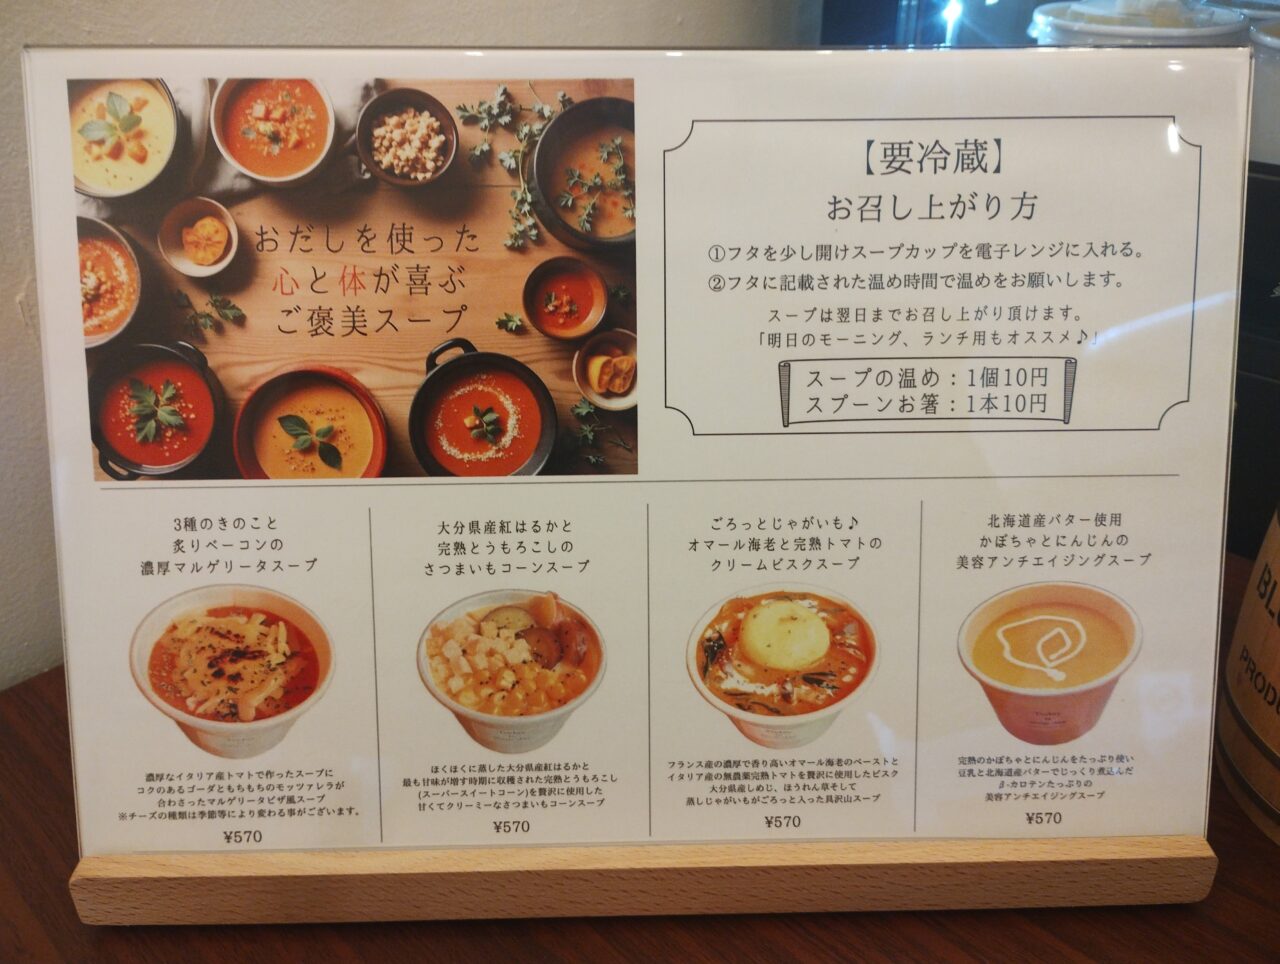 おだしを使った
心と体が喜ぶ
ご褒美スープ
【要冷蔵】
お召し上がり方
①フタを少し開けスープカップを電子レンジに入れる。
②フタに記載された温め時間で温めをお願いします。
スープは翌日までお召し上がり頂けます。
「明日のモーニング、ランチ用もオススメ♪」
スープの温め：1個10円
スプーンお箸：1本10円
3種のきのこと
炙りベーコンの
濃厚マルゲリータスープ
濃厚なイタリア産トマトで作ったスープに
コクのあるゴーダともちもちのモッツァレラが
合わさったマルゲリータピザ風スープ
※チーズの種類は季節等により変わる事がございます。
¥570
大分県産紅はるかと
完熟とうもろこしの
さつまいもコーンスープ
ほくほくに蒸した大分県産紅はるかと
最も甘味が増す時期に収穫された完熟とうもろこし
(スーパースイートコーン)を贅沢に使用した
甘くてクリーミーなさつまいもコーンスープ
¥570
ごろっとじゃがいも♪
オマール海老と完熟トマトの
クリームビスクスープ
フランス産の濃厚で香り高いオマール海老のペーストと
イタリア産の無農薬完熟トマトを贅沢に使用したビスク
大分県産しめじ、ほうれん草そして
蒸しじゃがいもがごろっと入った具沢山スープ
¥570
北海道産バター使用
かぼちゃとにんじんの
美容アンチエイジングスープ
完熟のかぼちゃとにんじんをたっぷり使い
豆乳と北海道産バターでじっくり煮込んだ
β-カロテンたっぷりの
美容アンチエイジングスープ
¥570